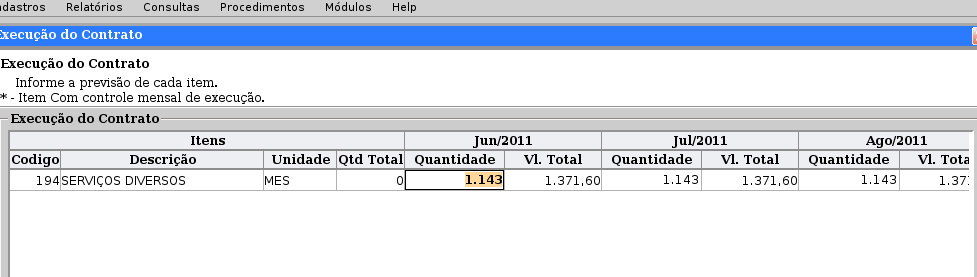 adastros Relatórios Consultas Procedimentos Módulos Help
Execução do Contrato
Execução do Contrato
Informe a previsão de cada item.
* - Item Com controle mensal de execução.
Execução do Contrato
Itens Jun/2011 Jul/2011 Ago/2011
Codigo Descrição Unidade Qtd Total Quantidade Vl. Total Quantidade Vl. Total Quantidade Vl. Tota
194 SERVIÇOS DIVERSOS MES 0 1.143 1.371,60 1.143 1.371,60 1.143 1.371